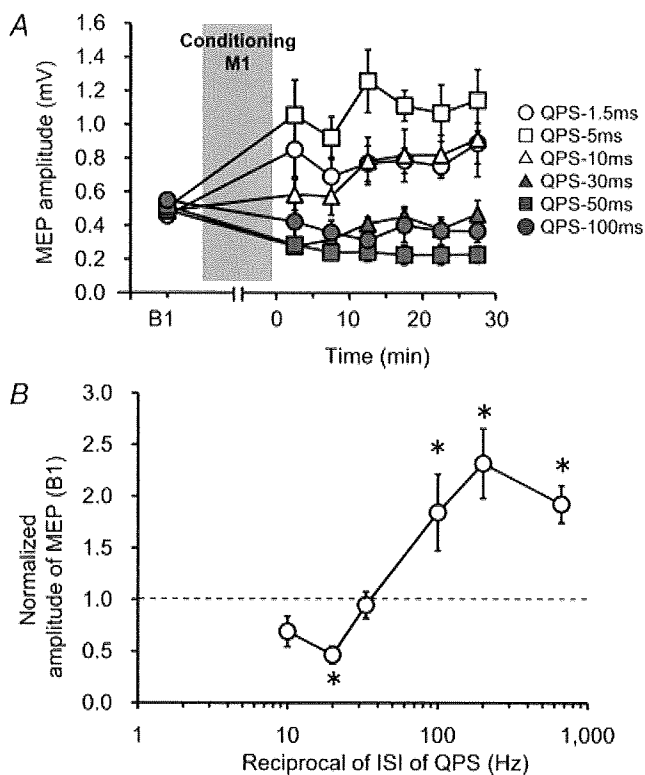 A
Conditioning
M1
MEP amplitude (mV)
1.6
1.4
1.2
1.0
0.8
0.6
0.4
0.2
0.0
B1
0
10
20
30
Time (min)
QPS-1.5ms
QPS-5ms
QPS-10ms
QPS-30ms
QPS-50ms
QPS-100ms
B
Normalized
amplitude of MEP (B1)
3.0
2.5
2.0
1.5
1.0
0.5
0.0
*
*
*
*
1
10
100
1,000
Reciprocal of ISI of QPS (Hz)